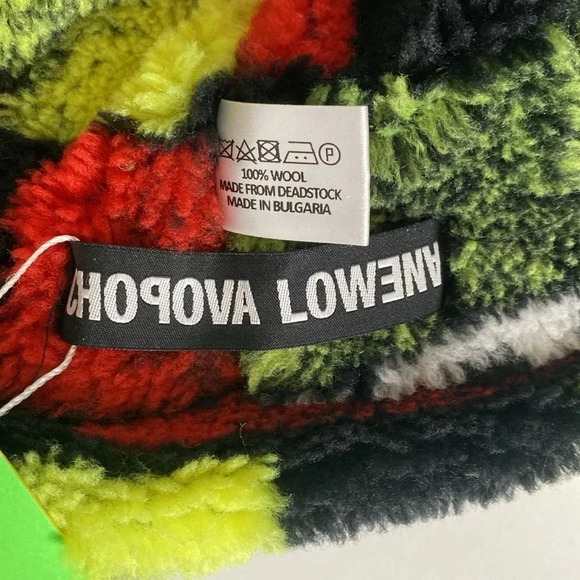 P
100% WOOL
MADE FROM DEADSTOCK
MADE IN BULGARIA
CHOPOVA LOWENA